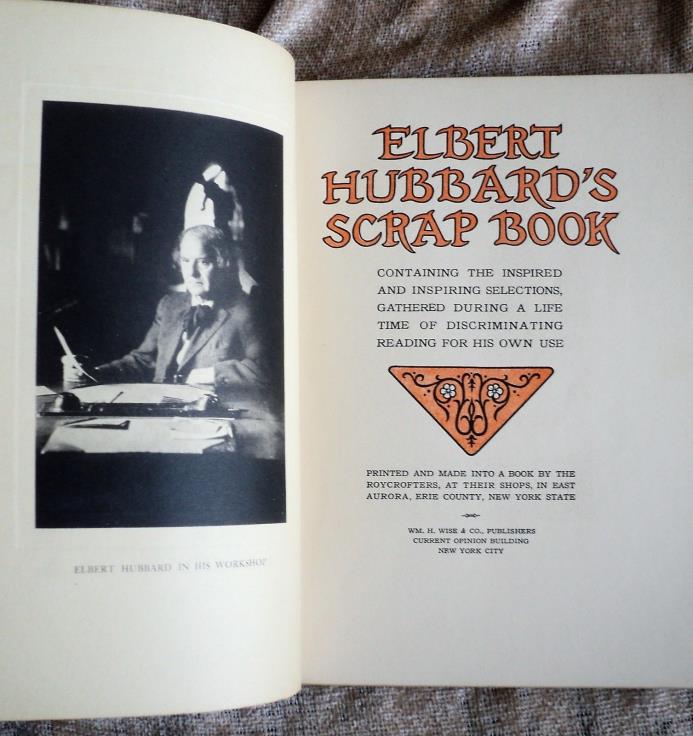 ELBERT HUBBARD IN HIS WORKSHOP
ELBERT
HUBBARD'S
SCRAP BOOK
CONTAINING THE INSPIRED
AND INSPIRING SELECTIONS,
GATHERED DURING A LIFE
TIME OF DISCRIMINATING
READING FOR HIS OWN USE
PRINTED AND MADE INTO A BOOK BY THE
ROYCROFTERS, AT THEIR SHOPS, IN EAST
AURORA, ERIE COUNTY, NEW YORK STATE
WM. H. WISE & CO., PUBLISHERS
CURRENT OPINION BUILDING
NEW YORK CITY